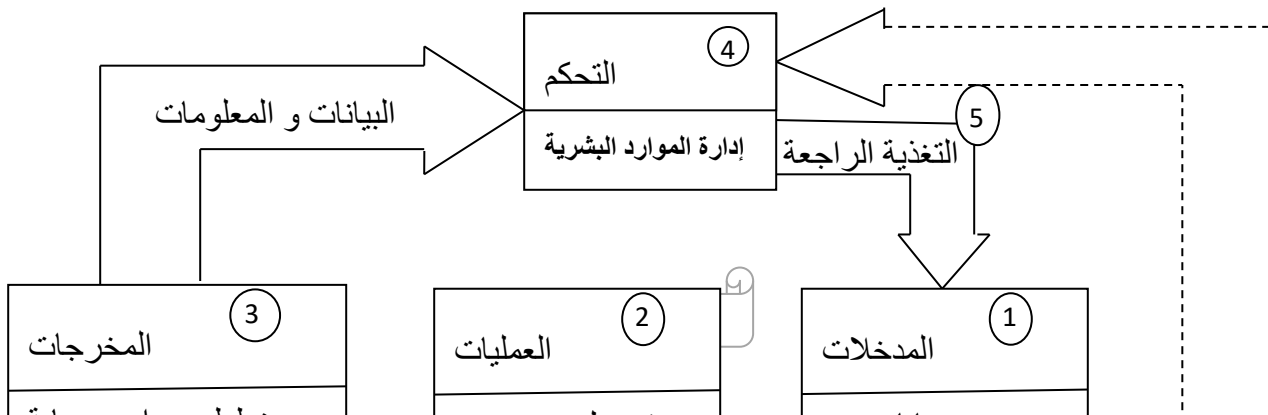 4
التحكم
إدارة الموارد البشرية
البيانات و المعلومات
5
التغذية الراجعة
1
المدخلات
2
العمليات
3
المخرجات